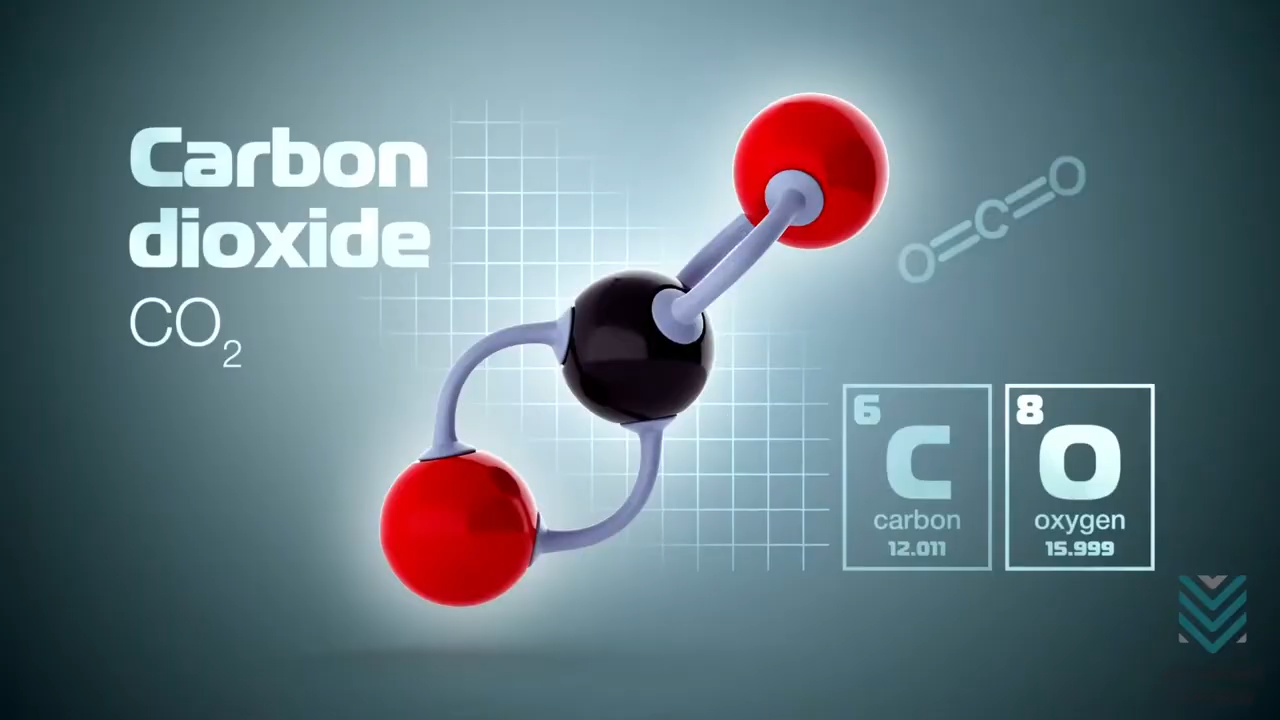 Carbon
dioxide
CO₂
O=C=O
6
C
carbon
12.011
8
O
oxygen
15.999